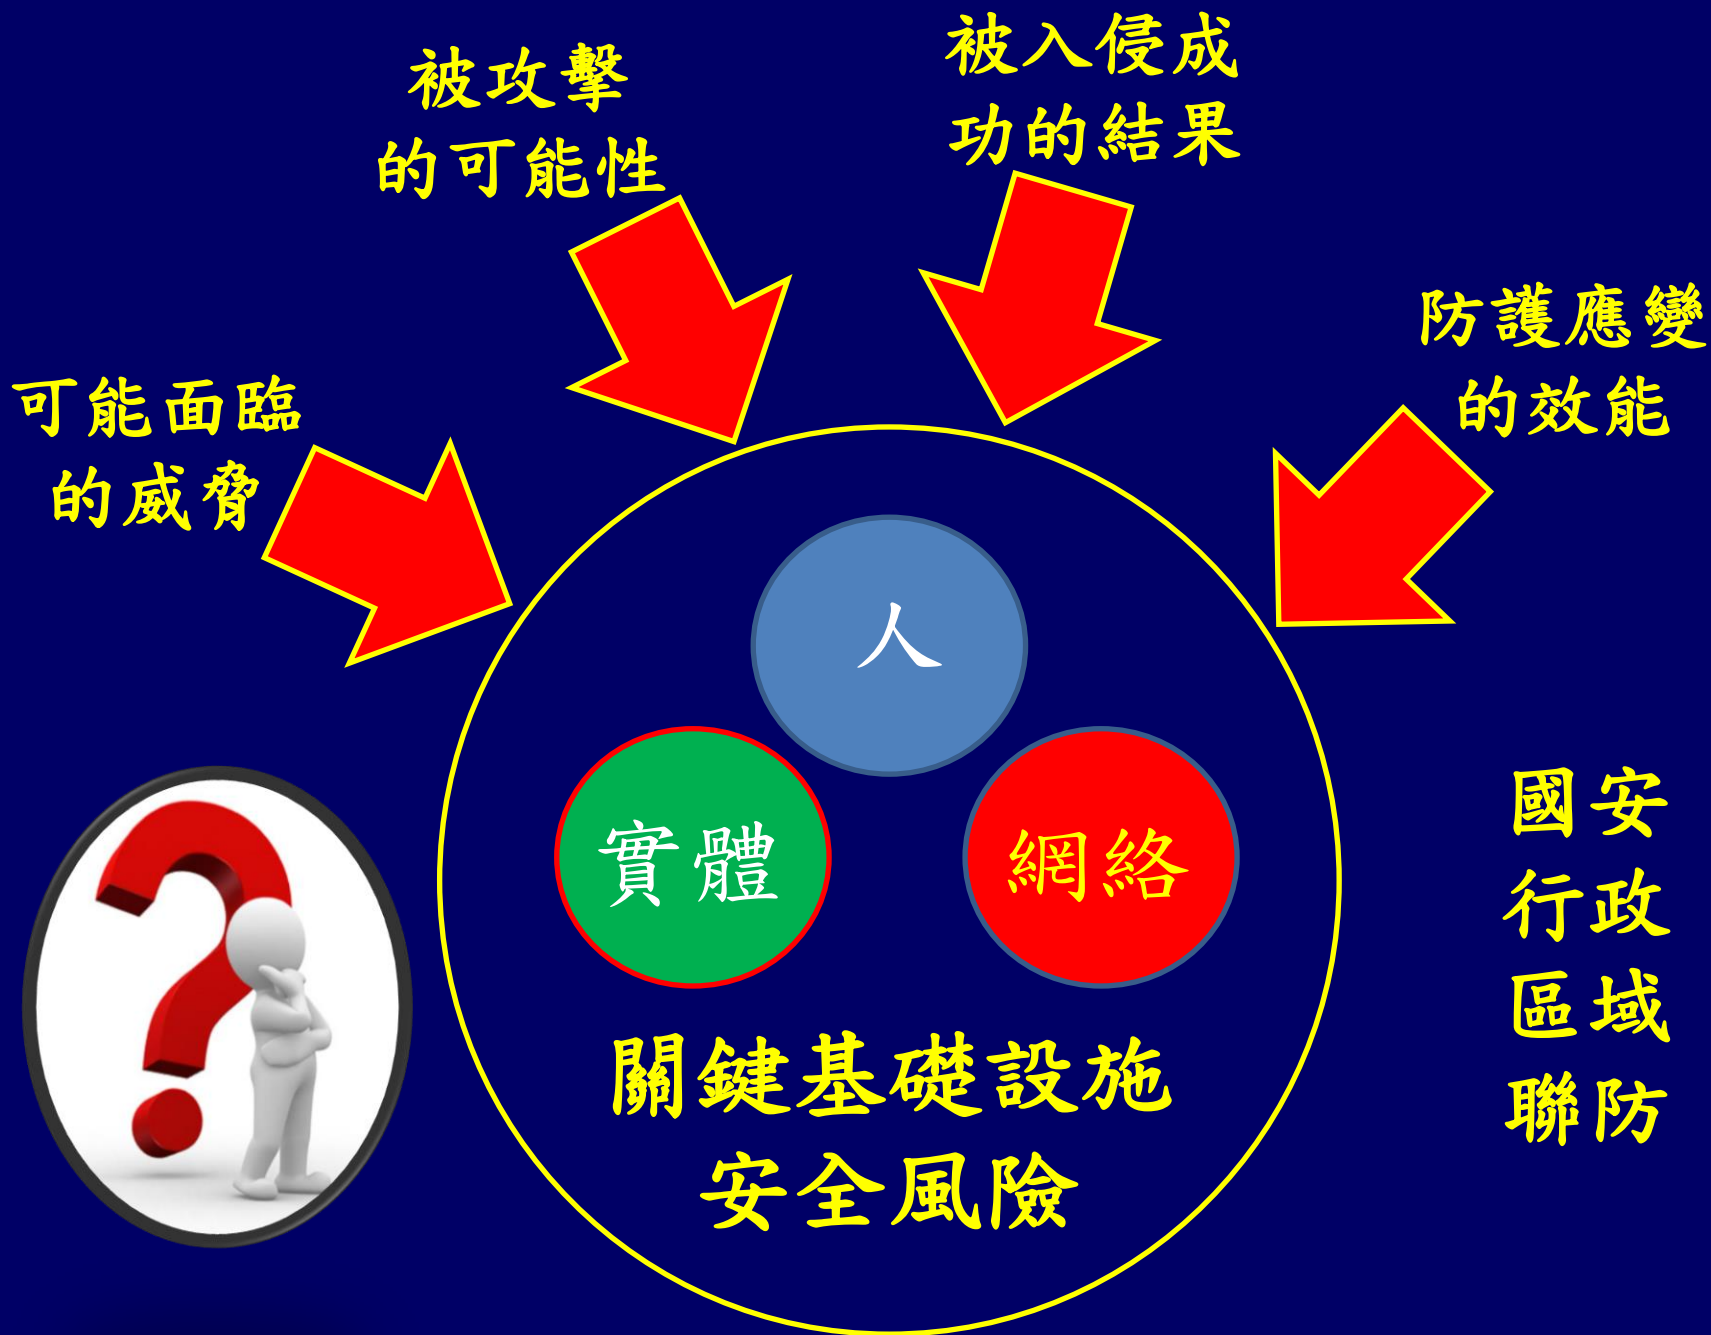 被攻擊
的可能性
被入侵成
功的結果
可能面臨
的威脅
防護應變
的效能
人
實體
網絡
關鍵基礎設施
安全風險
國安
行政
區域
聯防